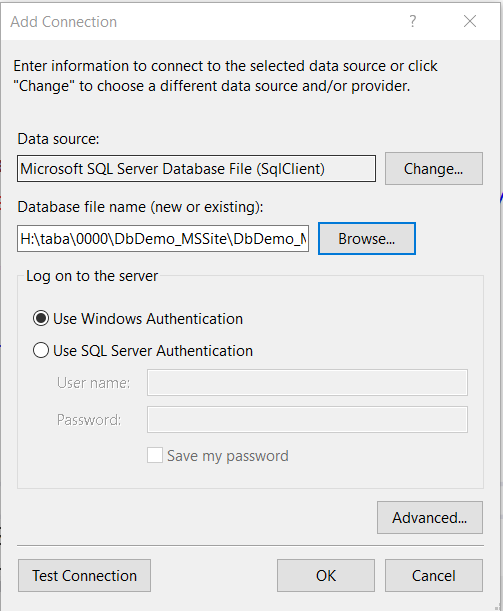 Add Connection
?
Enter information to connect to the selected data source or click
"Change" to choose a different data source and/or provider.
Data source:
Microsoft SQL Server Database File (SqlClient)
Change...
Database file name (new or existing):
H:\taba\0000\DbDemo_MSSite\DbDemo_M
Browse...
Log on to the server
Use Windows Authentication
Use SQL Server Authentication
User name:
Password:
Save my password
Advanced...
Test Connection
OK
Cancel